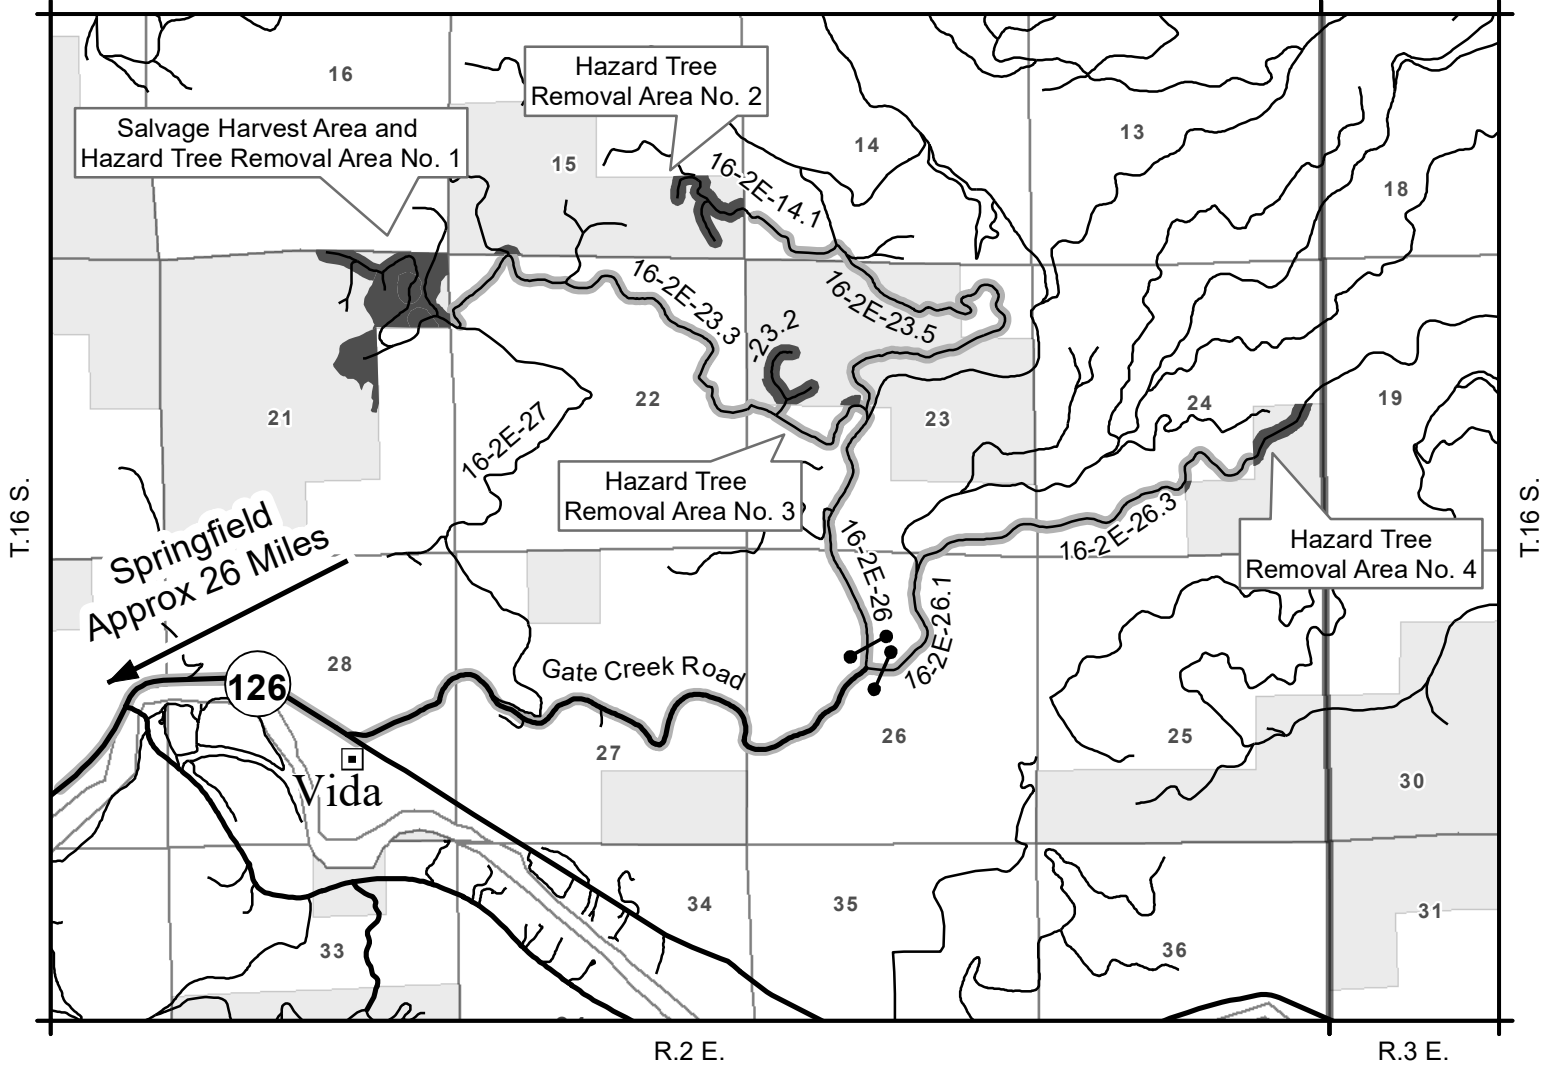 16
Hazard Tree
Removal Area No. 2
Salvage Harvest Area and
Hazard Tree Removal Area No. 1
15
14
13
18
16-2E-14.1
16-2E-23.3
16-2E-23.5
-23.2
21
22
23
24
19
16-2E-27
Hazard Tree
Removal Area No. 3
16-2E-26.3
Hazard Tree
Removal Area No. 4
T.16 S.
T.16 S.
Springfield
Approx 26 Miles
16-2E-26
16-2E-26.1
28
126
Gate Creek Road
27
26
25
30
Vida
34
35
31
33
36
R.2 E.
R.3 E.